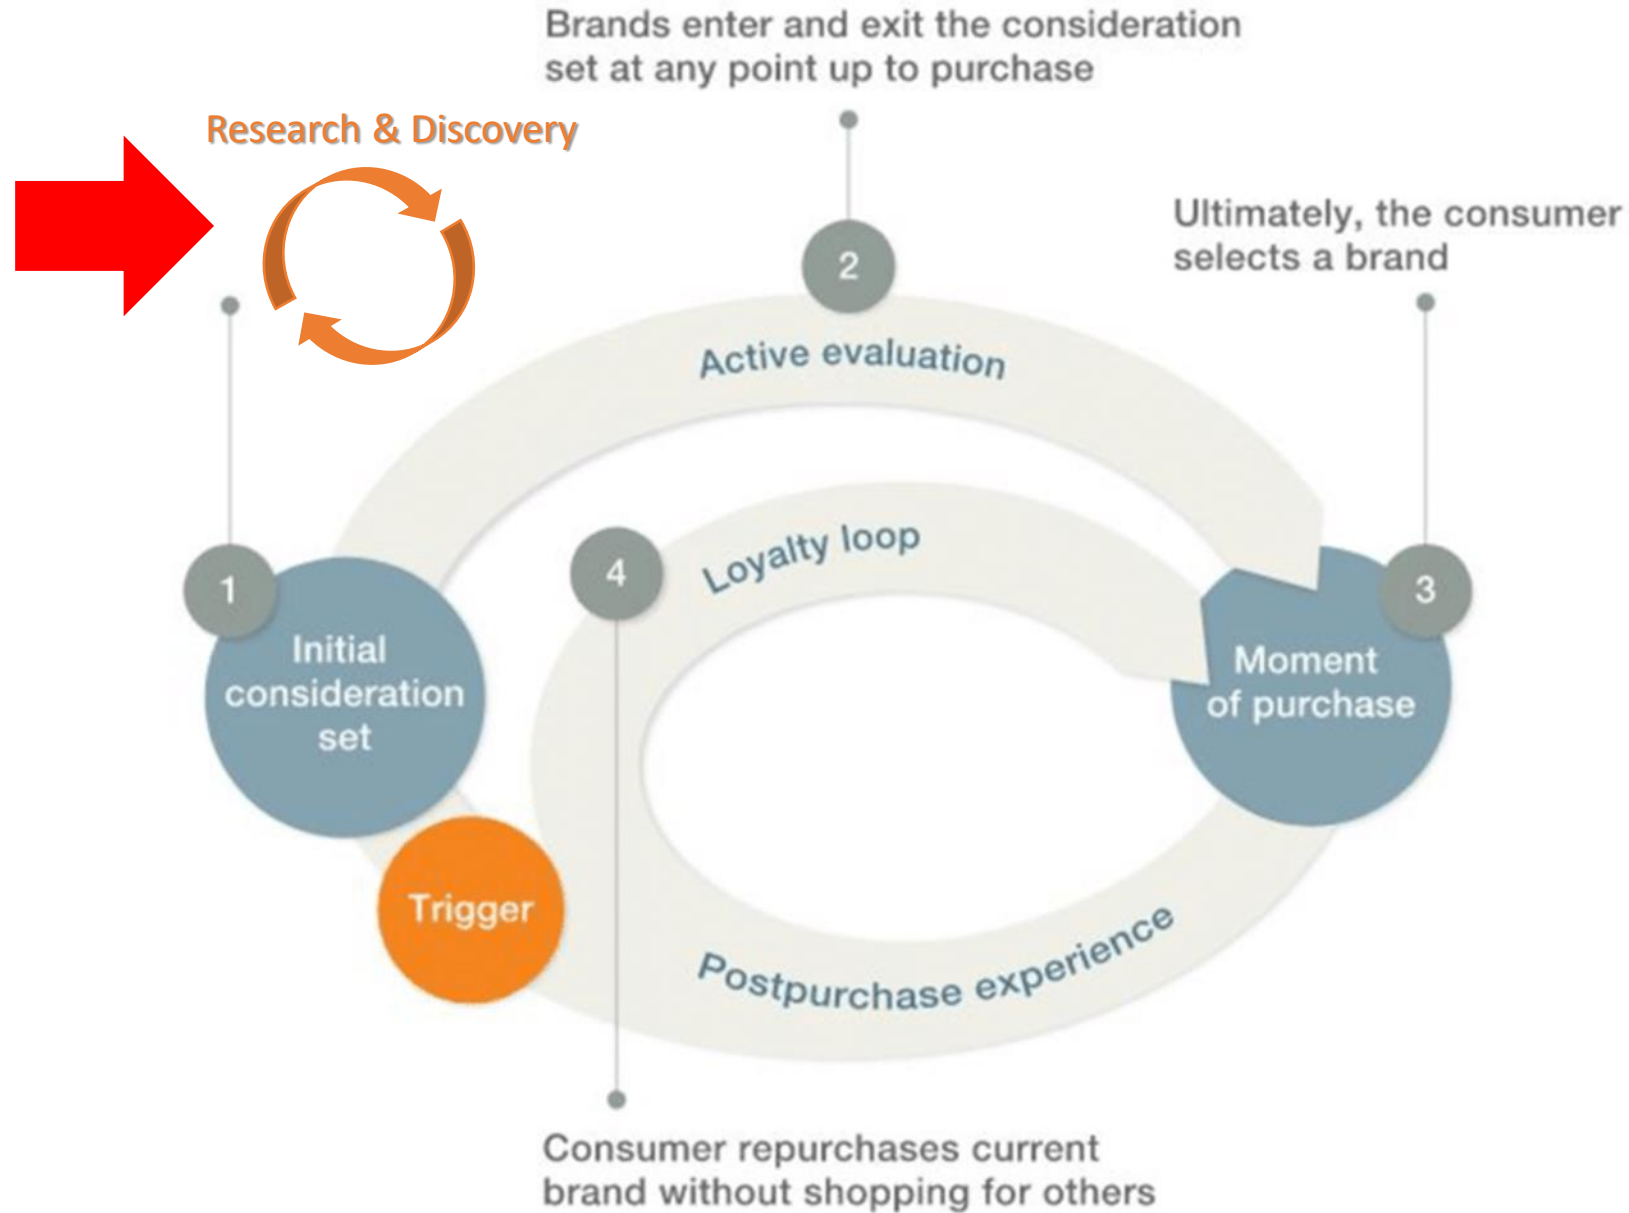 Brands enter and exit the consideration
set at any point up to purchase
Research & Discovery
Ultimately, the consumer
selects a brand
2
Active evaluation
1
Initial
consideration
set
4
Loyalty loop
3
Moment
of purchase
Trigger
Postpurchase experience
Consumer repurchases current
brand without shopping for others